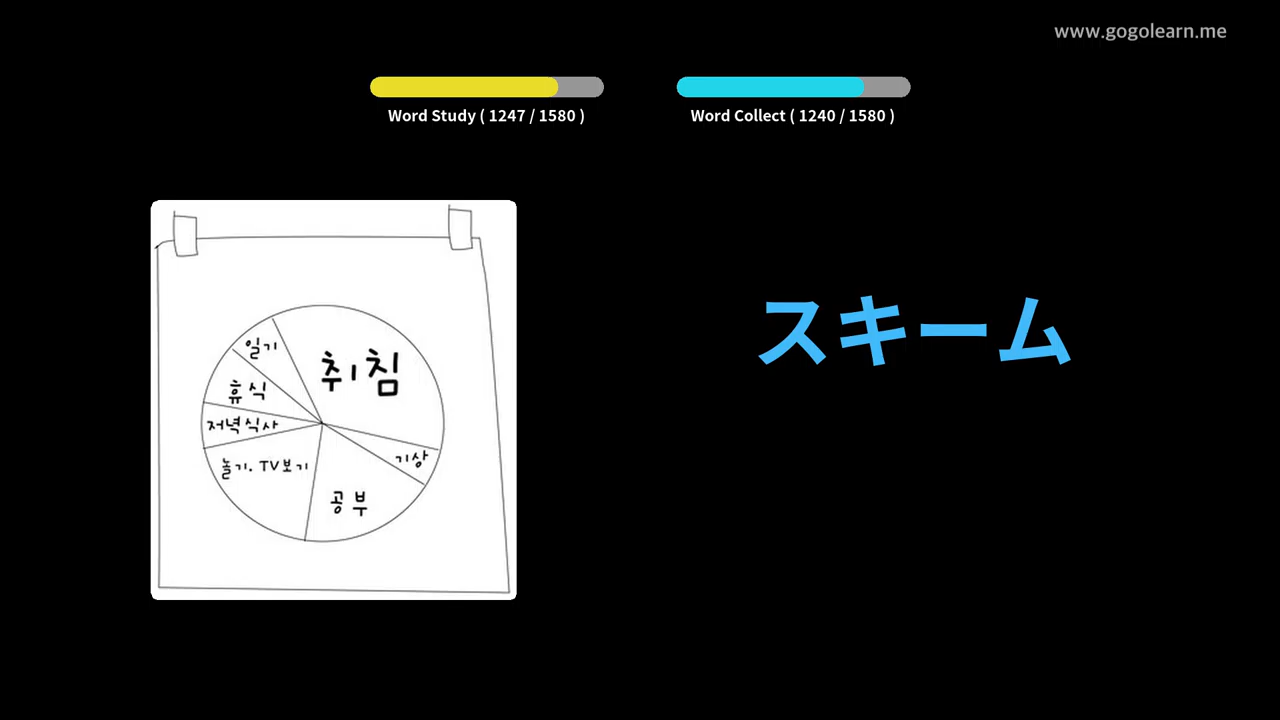 www.gogolearn.me
Word Study ( 1247 / 1580 )
Word Collect ( 1240 / 1580 )
일기
취침
휴식
저녁식사
놀기. TV보기
기상
공부
スキーム